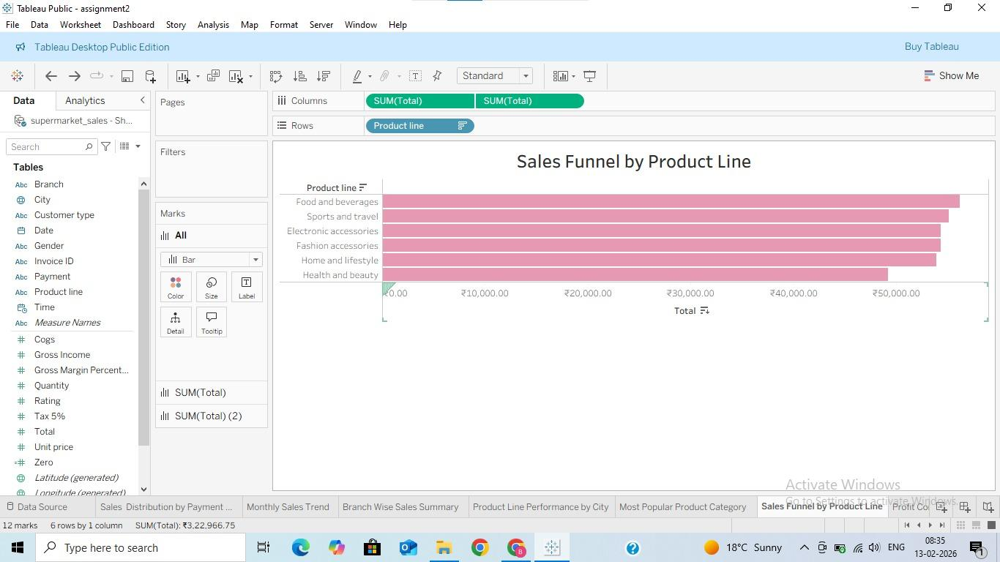 Tableau Public - assignment2
File Data Worksheet Dashboard Story Analysis Map Format Server Window Help
Tableau Desktop Public Edition
Buy Tableau
Standard
Show Me
Data Analytics
supermarket_sales - Sh...
Search
Tables
Abc Branch
City
Abc Customer type
Date
Abc Gender
Abc Invoice ID
Abc Payment
Abc Product line
Time
Abc Measure Names
# Cogs
# Gross Income
# Gross Margin Percent...
# Quantity
# Rating
# Tax 5%
# Total
# Unit price
=# Zero
Latitude (generated)
Longitude (generated)
Pages
Filters
Marks
All
Bar
Color Size Label
Detail Tooltip
SUM(Total)
SUM(Total) (2)
Columns SUM(Total) SUM(Total)
Rows Product line
Sales Funnel by Product Line
Product line
Food and beverages
Sports and travel
Electronic accessories
Fashion accessories
Home and lifestyle
Health and beauty
₹0.00 ₹10,000.00 ₹20,000.00 ₹30,000.00 ₹40,000.00 ₹50,000.00
Total
Activate Windows
Go to Settings to activate Windows.
Data Source Sales Distribution by Payment ... Monthly Sales Trend Branch Wise Sales Summary Product Line Performance by City Most Popular Product Category Sales Funnel by Product Line Profit Co
12 marks 6 rows by 1 column SUM(Total): ₹3,22,966.75
Type here to search
18°C Sunny
ENG
08:35
13-02-2026
1